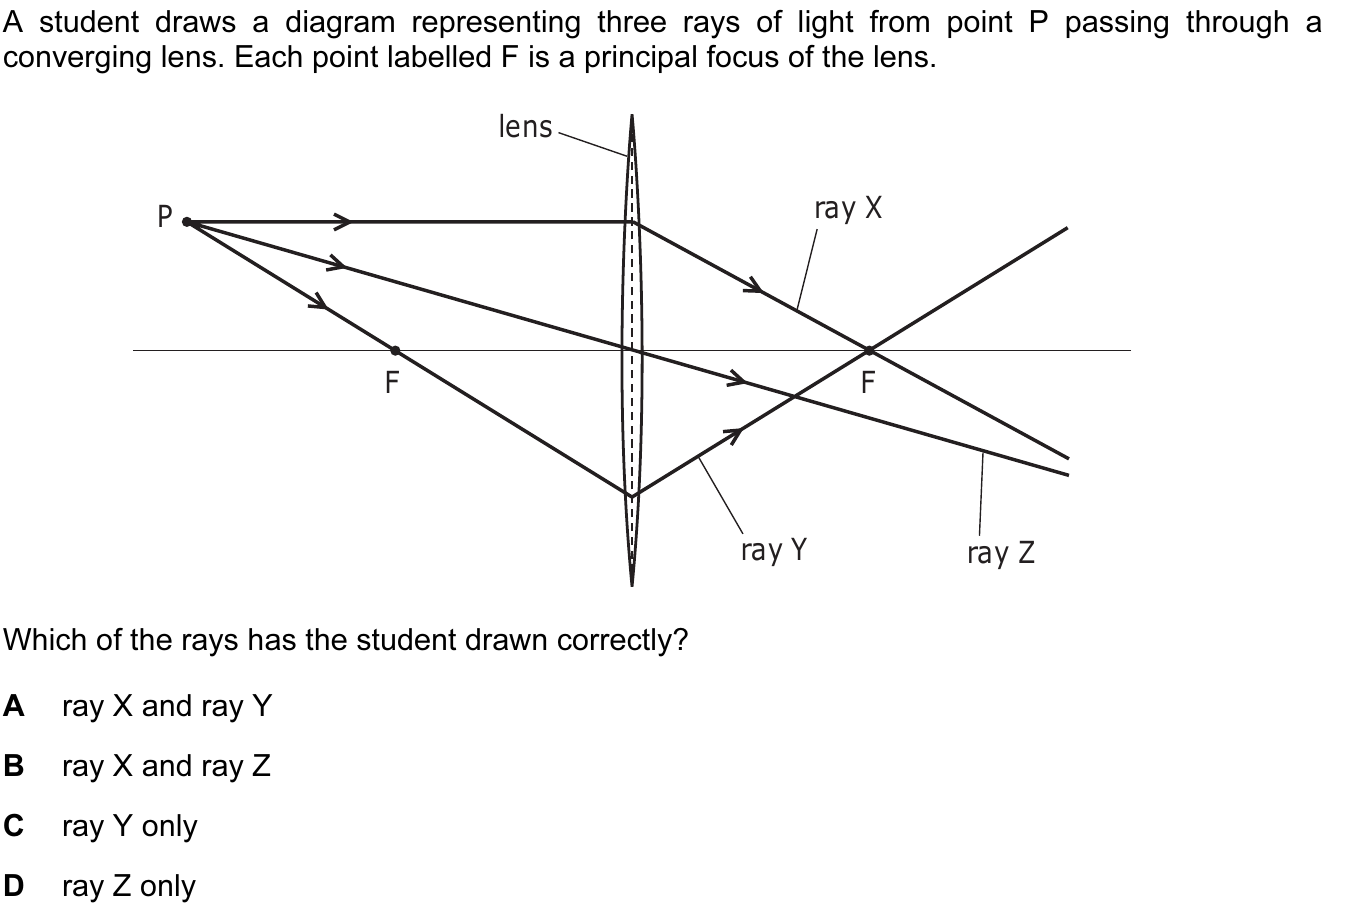 A student draws a diagram representing three rays of light from point P passing through a
converging lens. Each point labelled F is a principal focus of the lens.
lens
P
ray X
F
F
ray Y
ray Z
Which of the rays has the student drawn correctly?
A ray X and ray Y
B ray X and ray Z
C ray Y only
D ray Z only